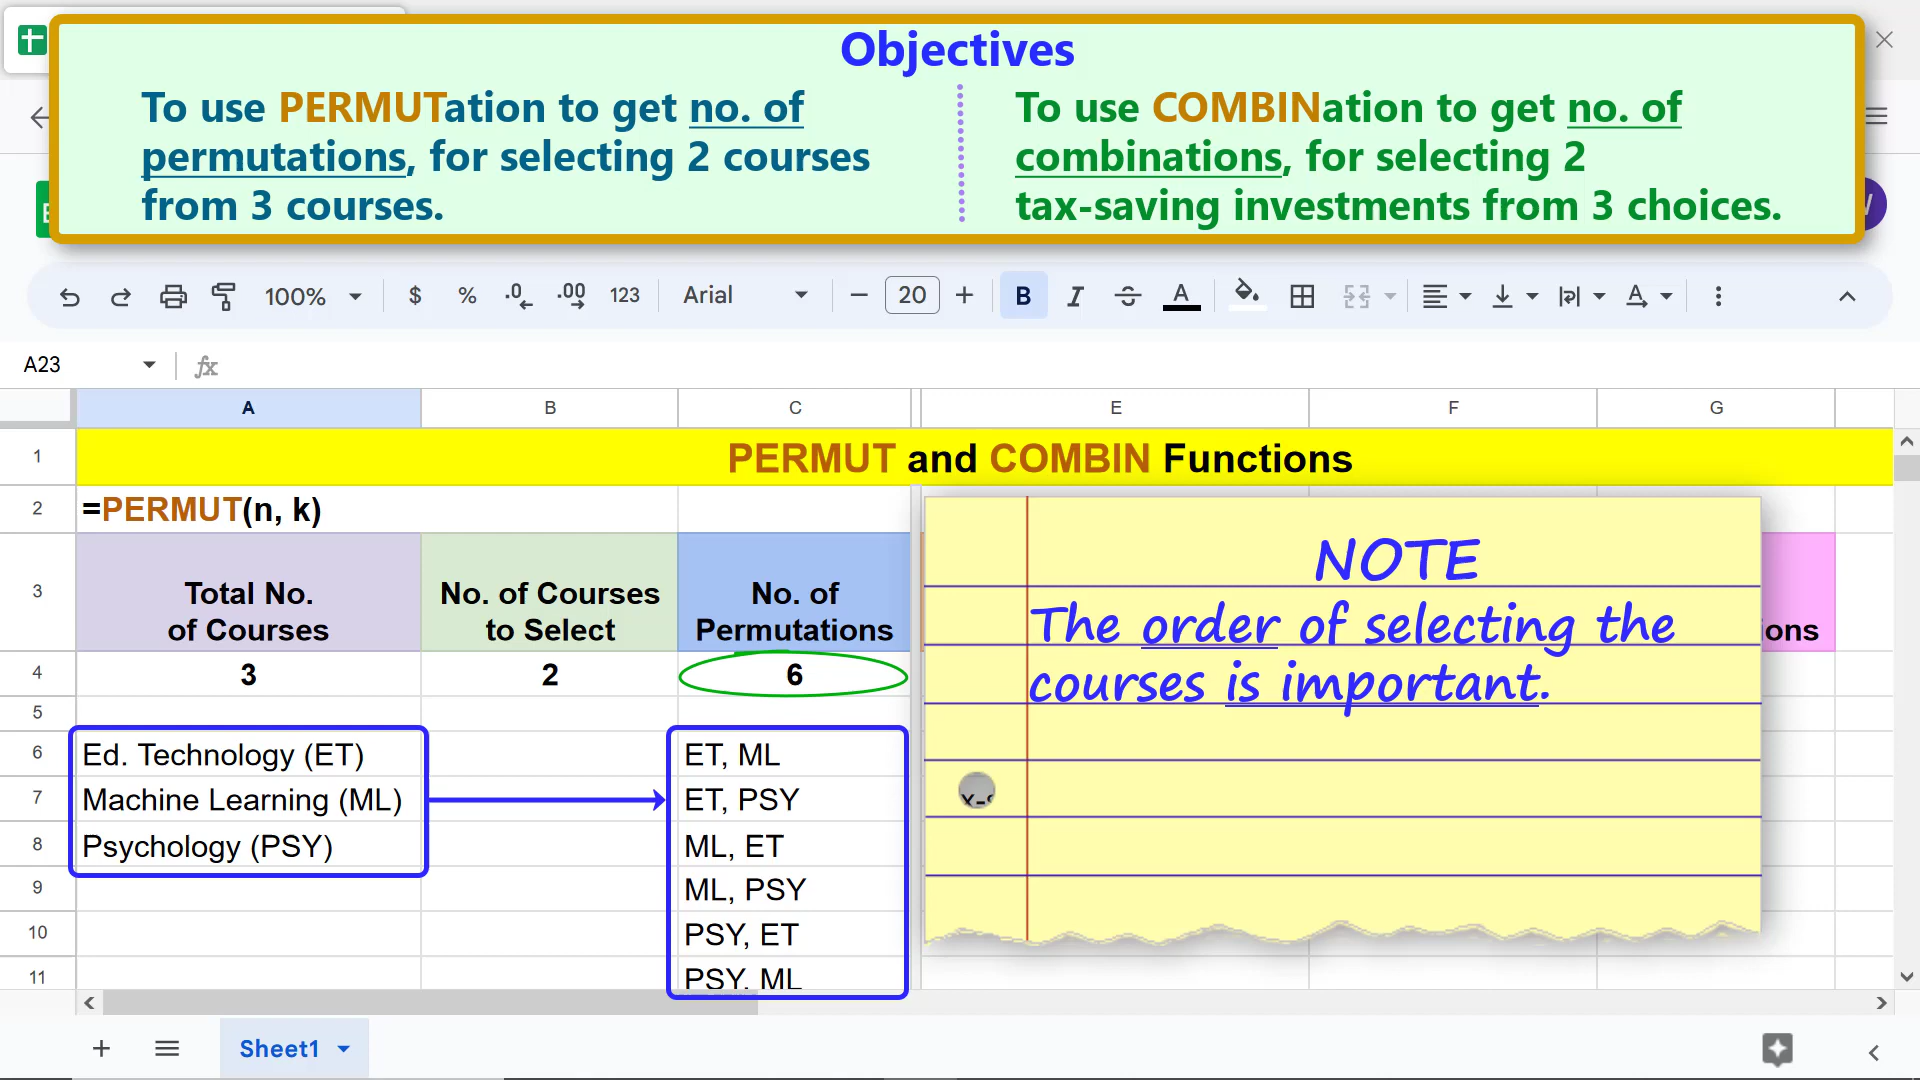 Objectives
To use PERMUTation to get no. of
permutations, for selecting 2 courses
from 3 courses.
To use COMBINation to get no. of
combinations, for selecting 2
tax-saving investments from 3 choices.
100%
$ % .0 .00 123
Arial
20
B I S A
A23
fx
A B C E F G
1 PERMUT and COMBIN Functions
2 =PERMUT(n, k)
3
Total No.
of Courses
No. of Courses
to Select
No. of
Permutations
ions
4 3 2 6
5
6 Ed. Technology (ET) ET, ML
7 Machine Learning (ML) ET, PSY
8 Psychology (PSY) ML, ET
9 ML, PSY
10 PSY, ET
11 PSY, ML
NOTE
The order of selecting the
courses is important.
Sheet1